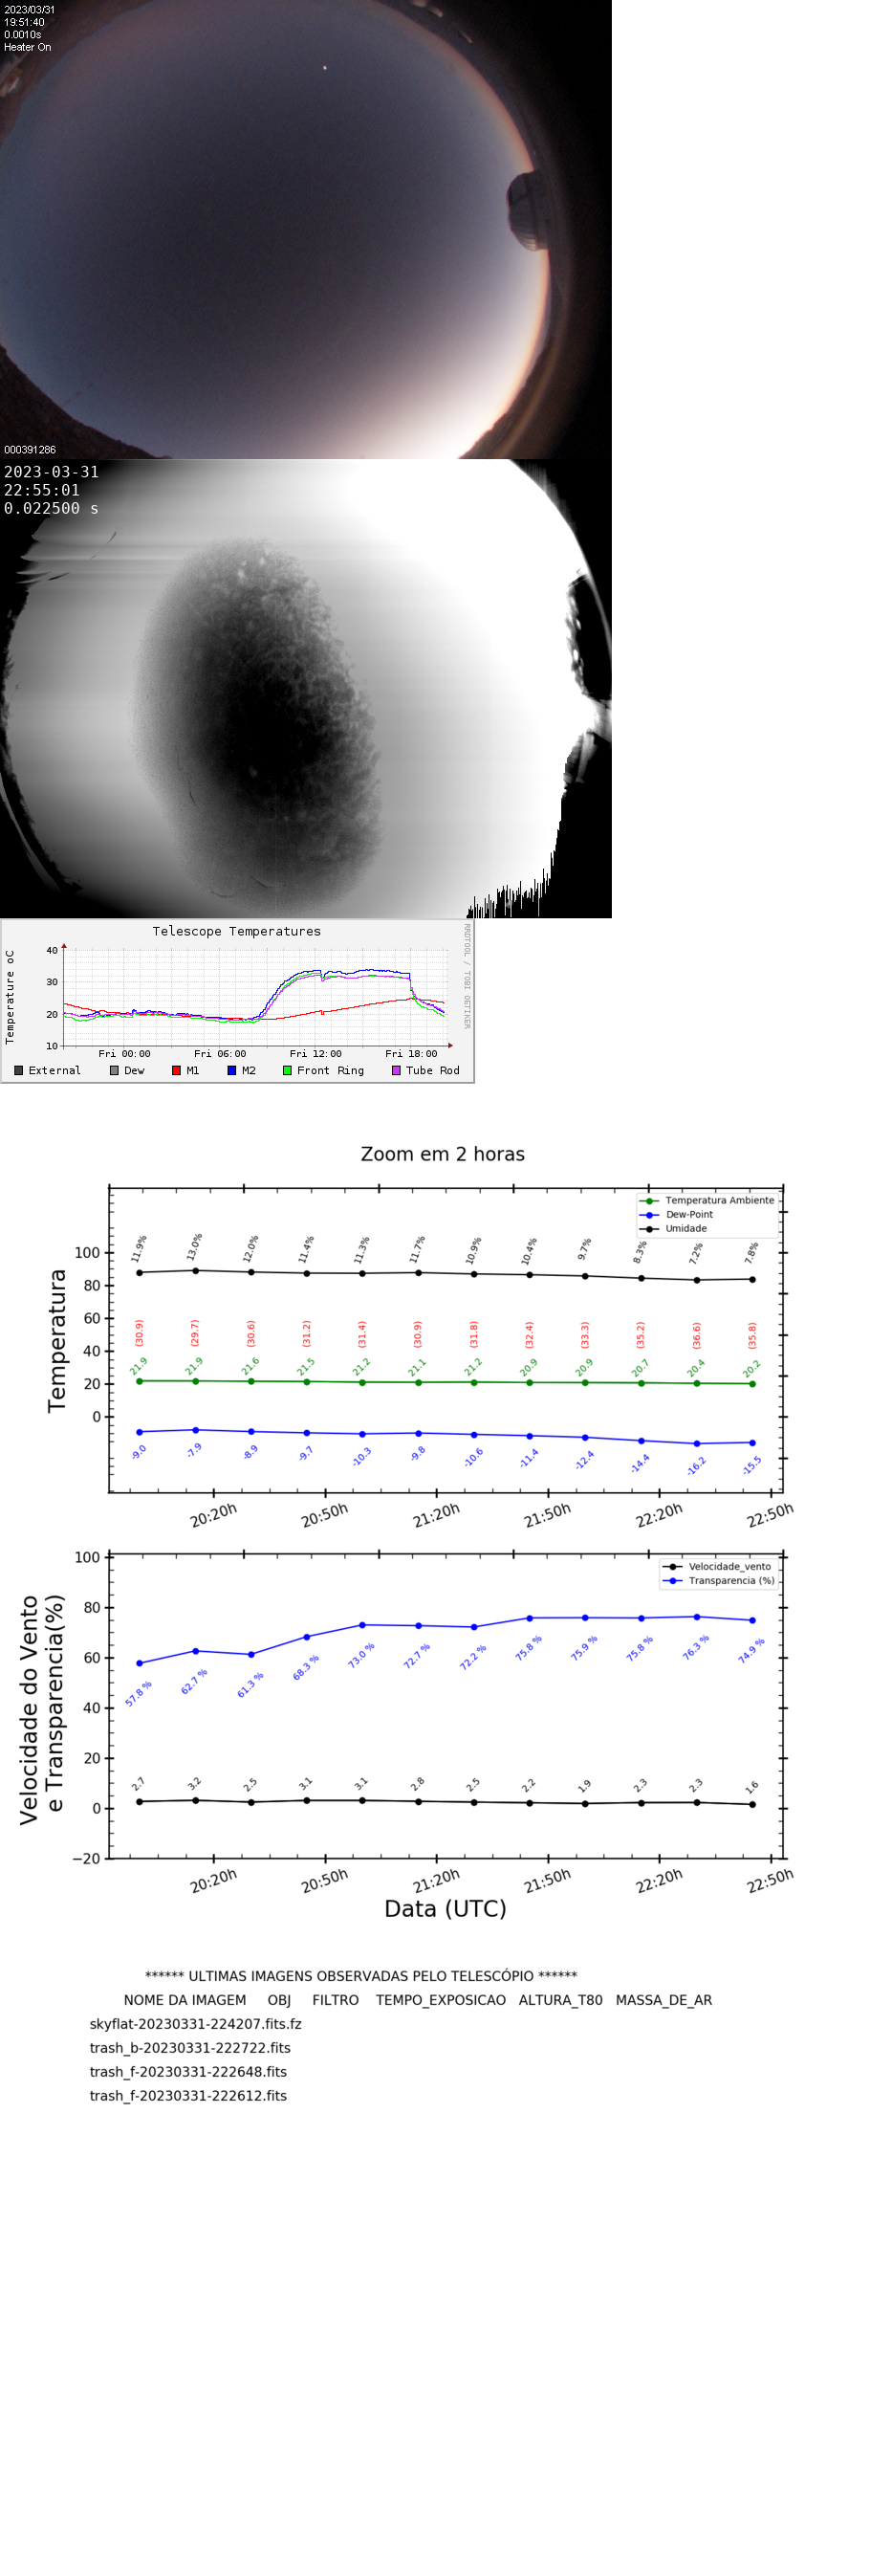 2023/03/31
19:51:40
0.0010s
Heater On
000391286
2023-03-31
22:55:01
0.022500 s
Telescope Temperatures
RRDTOOL / TOBI OETIKER
Temperature oC
40
30
20
10
Fri 00:00 Fri 06:00 Fri 12:00 Fri 18:00
External Dew M1 M2 Front Ring Tube Rod
Zoom em 2 horas
Temperatura Ambiente
Dew-Point
Umidade
Temperatura
100
80
60
40
20
0
11.9% 13.0% 12.0% 11.4% 11.3% 11.7% 10.9% 10.4% 9.7% 8.3% 7.2% 7.8%
(30.9) (29.7) (30.6) (31.2) (31.4) (30.9) (31.8) (32.4) (33.3) (35.2) (36.6) (35.8)
21.9 21.9 21.6 21.5 21.2 21.1 21.2 20.9 20.9 20.7 20.4 20.2
-9.0 -7.9 -8.9 -9.7 -10.3 -9.8 -10.6 -11.4 -12.4 -14.4 -16.2 -15.5
20:20h 20:50h 21:20h 21:50h 22:20h 22:50h
Velocidade_vento
Transparencia (%)
Velocidade do Vento
e Transparencia(%)
100
80
60
40
20
0
−20
57.8 % 62.7 % 61.3 % 68.3 % 73.0 % 72.7 % 72.2 % 75.8 % 75.9 % 75.8 % 76.3 % 74.9 %
2.7 3.2 2.5 3.1 3.1 2.8 2.5 2.2 1.9 2.3 2.3 1.6
20:20h 20:50h 21:20h 21:50h 22:20h 22:50h
Data (UTC)
****** ULTIMAS IMAGENS OBSERVADAS PELO TELESCÓPIO ******
NOME DA IMAGEM OBJ FILTRO TEMPO_EXPOSICAO ALTURA_T80 MASSA_DE_AR
skyflat-20230331-224207.fits.fz
trash_b-20230331-222722.fits
trash_f-20230331-222648.fits
trash_f-20230331-222612.fits